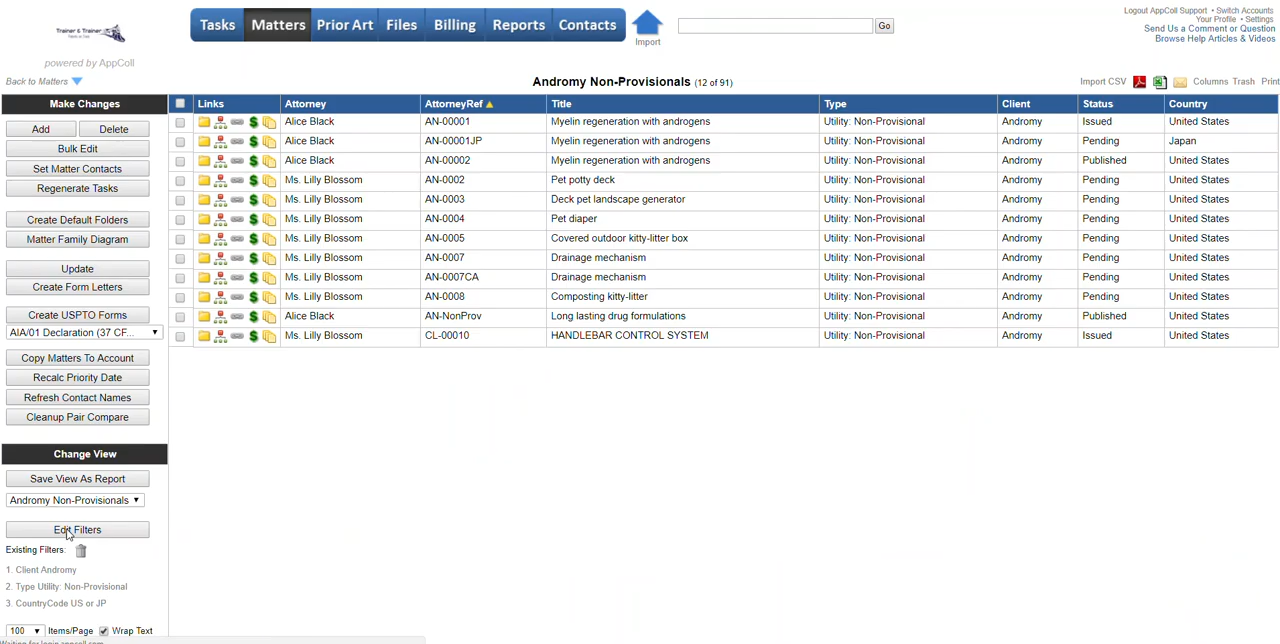 Trainer & Trainer
powered by AppColl
Tasks Matters Prior Art Files Billing Reports Contacts
Import
Go
Logout AppColl Support • Switch Accounts
Your Profile • Settings
Send Us a Comment or Question
Browse Help Articles & Videos
Back to Matters
Andromy Non-Provisionals (12 of 91)
Import CSV Columns Trash Print
Make Changes
Add Delete
Bulk Edit
Set Matter Contacts
Regenerate Tasks
Create Default Folders
Matter Family Diagram
Update
Create Form Letters
Create USPTO Forms
AIA/01 Declaration (37 CF...
Copy Matters To Account
Recalc Priority Date
Refresh Contact Names
Cleanup Pair Compare
Change View
Save View As Report
Andromy Non-Provisionals
Edit Filters
Existing Filters:
1. Client Andromy
2. Type Utility: Non-Provisional
3. CountryCode US or JP
100 Items/Page Wrap Text
Links Attorney AttorneyRef Title Type Client Status Country
Alice Black AN-00001 Myelin regeneration with androgens Utility: Non-Provisional Andromy Issued United States
Alice Black AN-00001JP Myelin regeneration with androgens Utility: Non-Provisional Andromy Pending Japan
Alice Black AN-00002 Myelin regeneration with androgens Utility: Non-Provisional Andromy Published United States
Ms. Lilly Blossom AN-0002 Pet potty deck Utility: Non-Provisional Andromy Pending United States
Ms. Lilly Blossom AN-0003 Deck pet landscape generator Utility: Non-Provisional Andromy Pending United States
Ms. Lilly Blossom AN-0004 Pet diaper Utility: Non-Provisional Andromy Pending United States
Ms. Lilly Blossom AN-0005 Covered outdoor kitty-litter box Utility: Non-Provisional Andromy Pending United States
Ms. Lilly Blossom AN-0007 Drainage mechanism Utility: Non-Provisional Andromy Pending United States
Ms. Lilly Blossom AN-0007CA Drainage mechanism Utility: Non-Provisional Andromy Pending United States
Ms. Lilly Blossom AN-0008 Composting kitty-litter Utility: Non-Provisional Andromy Pending United States
Alice Black AN-NonProv Long lasting drug formulations Utility: Non-Provisional Andromy Published United States
Ms. Lilly Blossom CL-00010 HANDLEBAR CONTROL SYSTEM Utility: Non-Provisional Andromy Issued United States